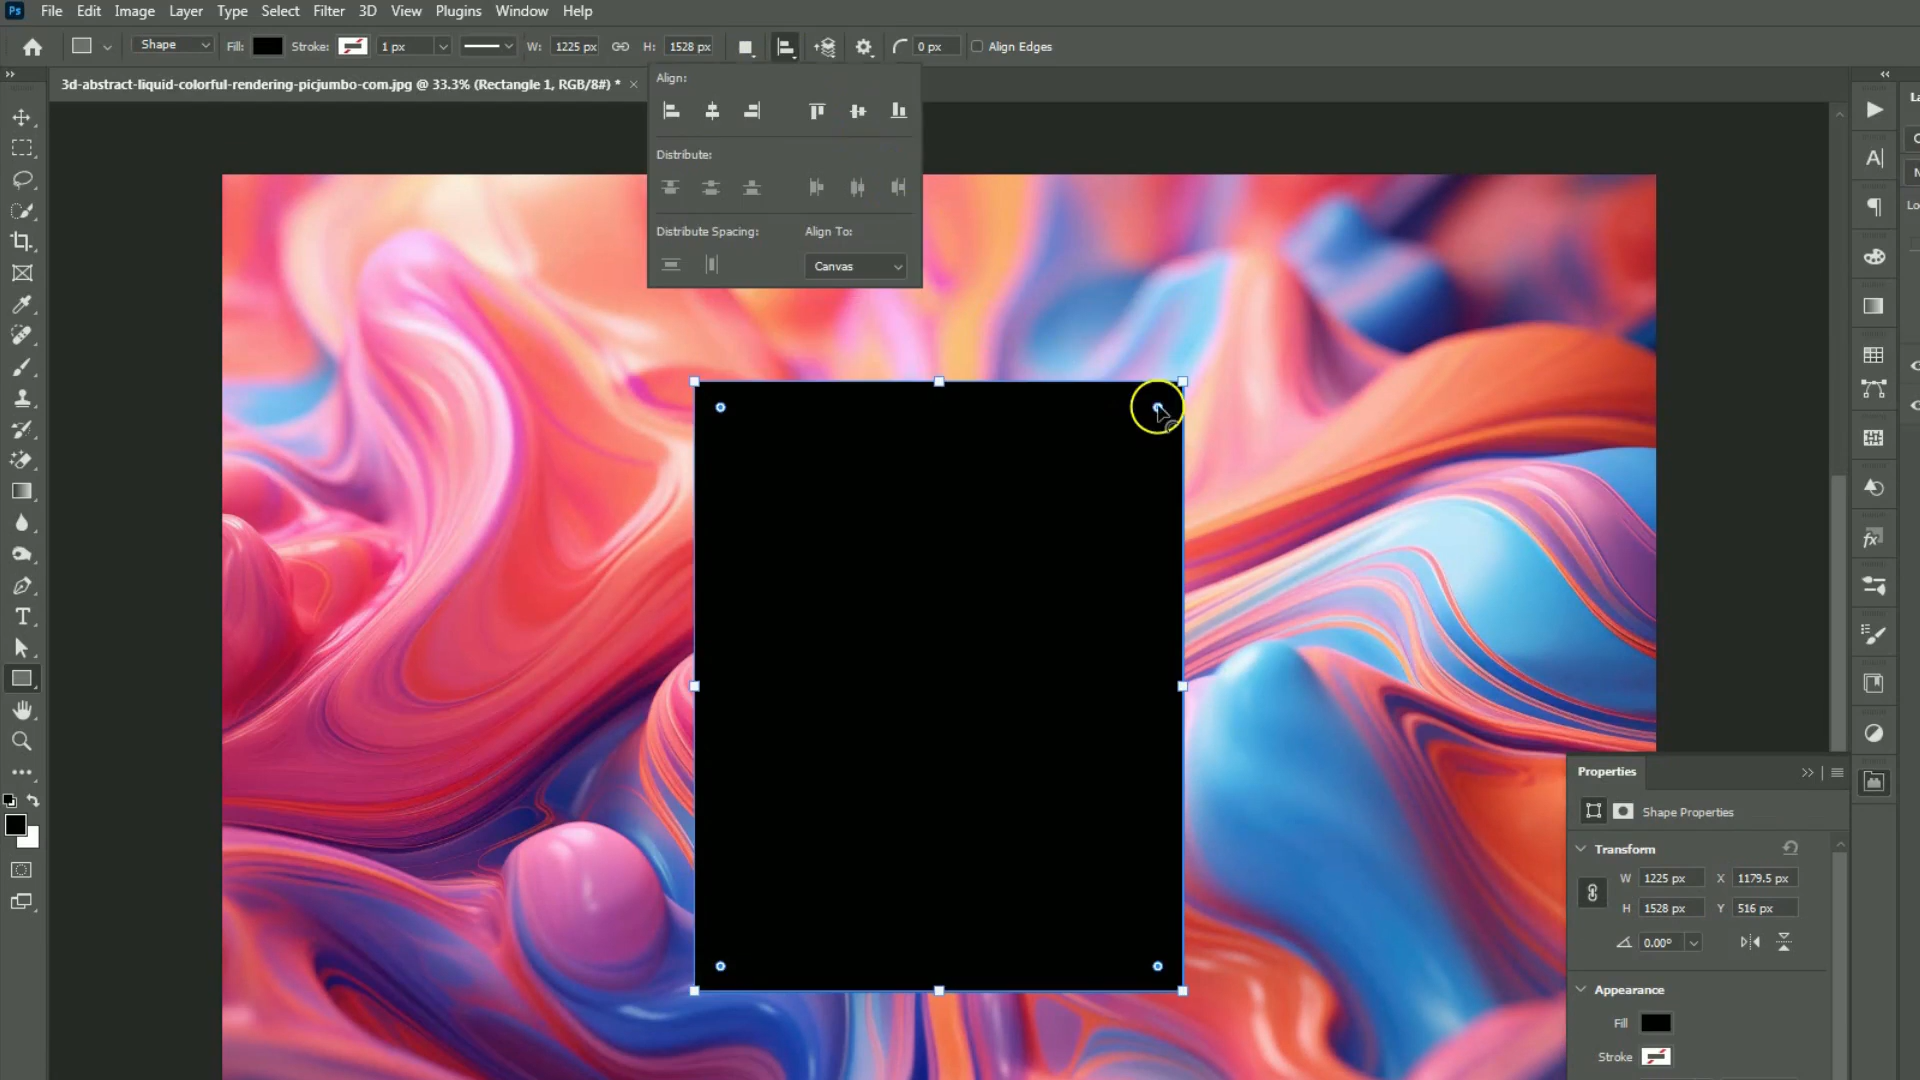 Ps File Edit Image Layer Type Select Filter 3D View Plugins Window Help
Shape Fill: Stroke: 1 px W: 1225 px H: 1528 px 0 px Align Edges
3d-abstract-liquid-colorful-rendering-picjumbo-com.jpg @ 33.3% (Rectangle 1, RGB/8#) *
Align:
Distribute:
Distribute Spacing: Align To:
Canvas
Properties
Shape Properties
Transform
W 1225 px X 1179.5 px
H 1528 px Y 516 px
0.00°
Appearance
Fill
Stroke